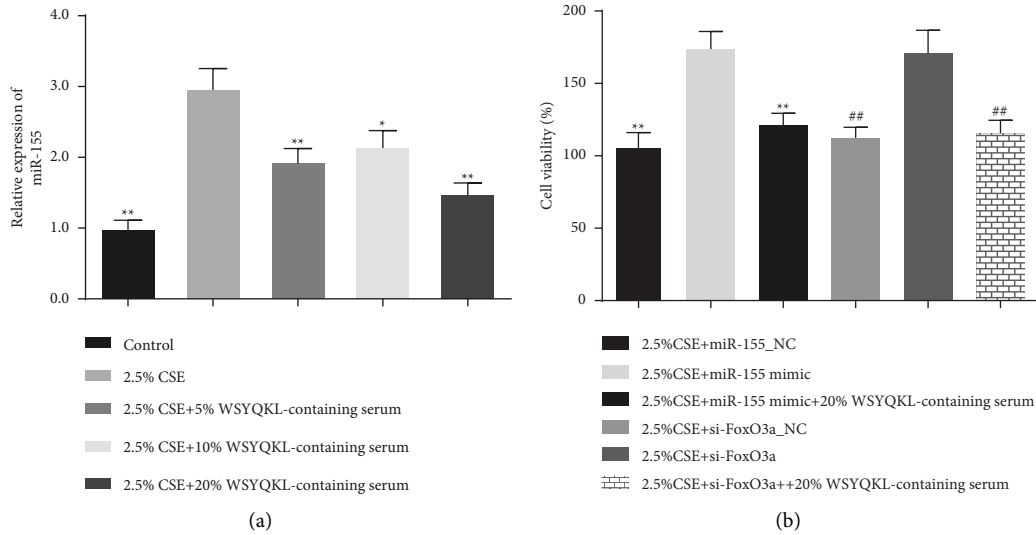 4.0
3.0
2.0
1.0
0.0
Relative expression of
miR-155
**
**
*
**
Control
2.5% CSE
2.5% CSE+5% WSYQKL-containing serum
2.5% CSE+10% WSYQKL-containing serum
2.5% CSE+20% WSYQKL-containing serum
(a)
200
150
100
50
0
Cell viability (%)
**
**
##
##
2.5%CSE+miR-155_NC
2.5%CSE+miR-155 mimic
2.5%CSE+miR-155 mimic+20% WSYQKL-containing serum
2.5%CSE+si-FoxO3a_NC
2.5%CSE+si-FoxO3a
2.5%CSE+si-FoxO3a++20% WSYQKL-containing serum
(b)